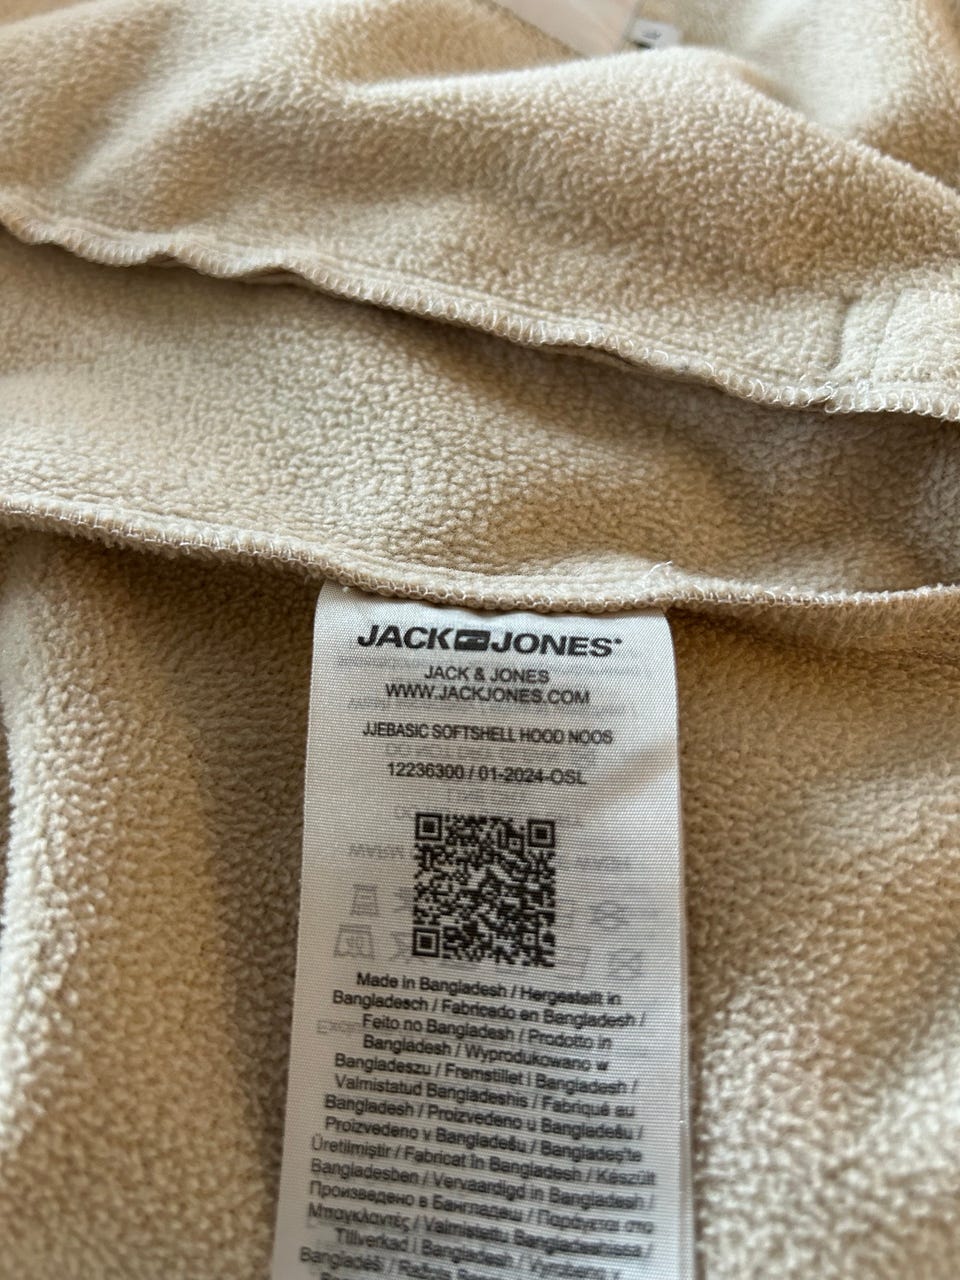 JACK JONES
JACK & JONES
WWW.JACKJONES.COM
JJEBASIC SOFTSHELL HOOD NOOS
12236300 / 01-2024-OSL
Made in Bangladesh / Hergestellt in
Bangladesch / Fabricado en Bangladesh /
Feito no Bangladesh / Prodotto in
Bangladesh / Wyprodukowano w
Bangladeszu / Fremstillet i Bangladesh /
Valmistatud Bangladeshis / Fabriqué au
Bangladesh / Proizvedeno u Bangladešu /
Proizvedeno v Bangladešu / Bangladeş'te
Üretilmiştir / Fabricat în Bangladesh / Készült
Bangladesben / Vervaardigd in Bangladesh /
Произведено в Бангладеш / Παράγεται στο
Μπαγκλαντές / Valmistettu Bangladeshissa /
Tillverkad i Bangladesh / Vyrobeno
Bangladéš / Ražots